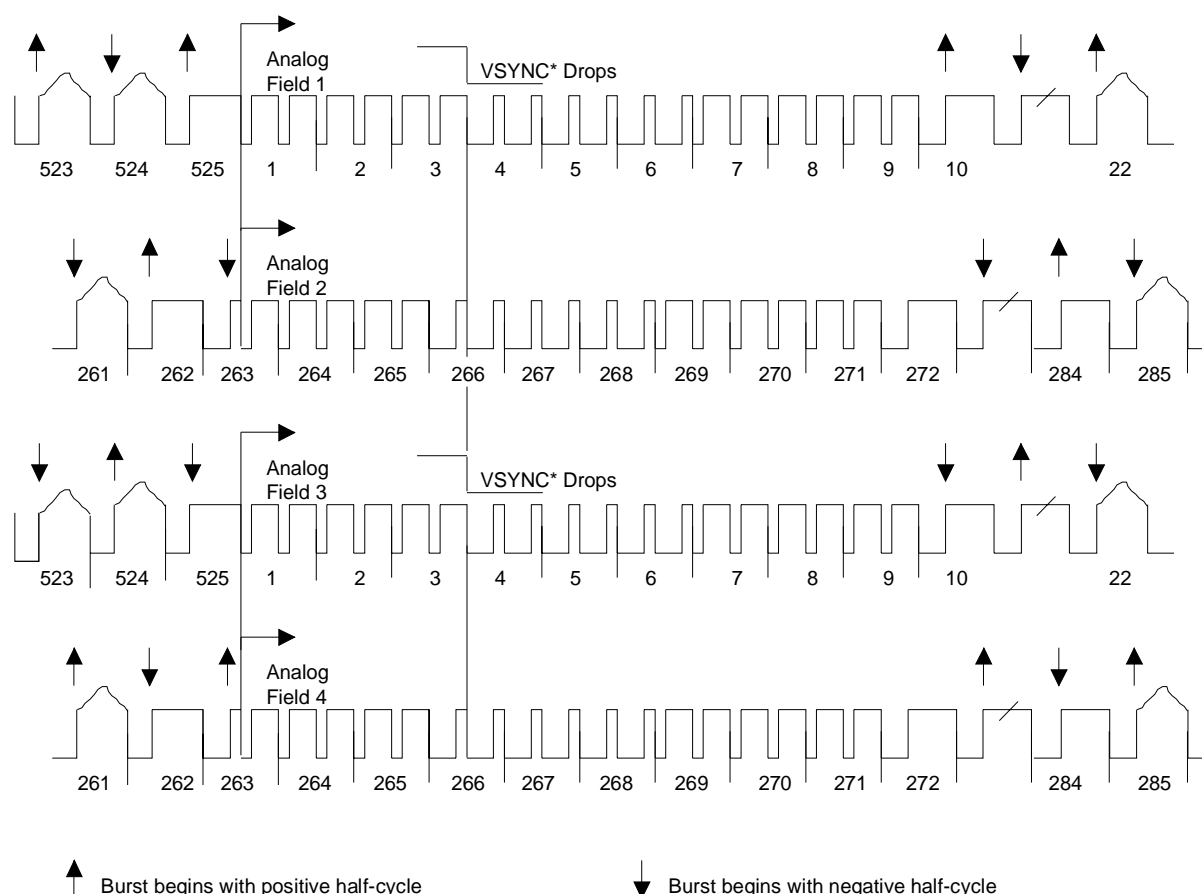 Analog
Field 1
VSYNC* Drops
523 524 525 1 2 3 4 5 6 7 8 9 10 22
Analog
Field 2
261 262 263 264 265 266 267 268 269 270 271 272 284 285
Analog
Field 3
VSYNC* Drops
523 524 525 1 2 3 4 5 6 7 8 9 10 22
Analog
Field 4
261 262 263 264 265 266 267 268 269 270 271 272 284 285
Burst begins with positive half-cycle
Burst begins with negative half-cycle